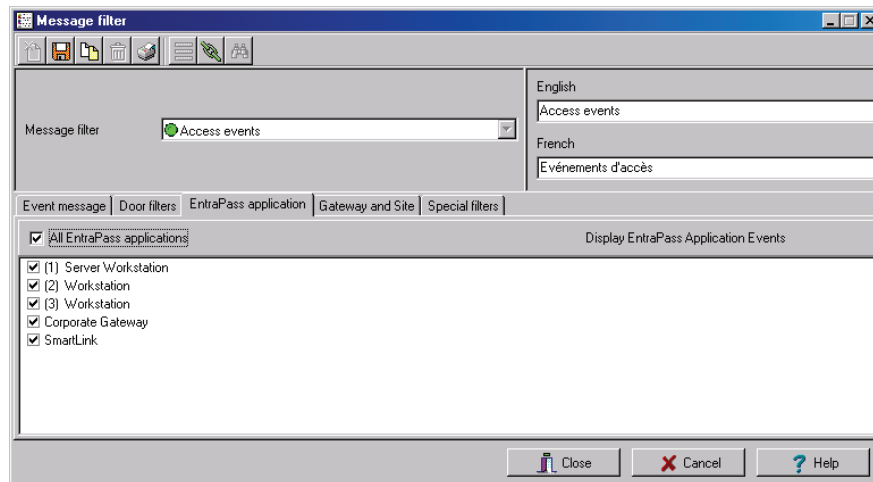 Message filter
English
Access events
Message filter
Access events
French
Evénements d'accès
Event message
Door filters
EntraPass application
Gateway and Site
Special filters
All EntraPass applications
Display EntraPass Application Events
(1) Server Workstation
(2) Workstation
(3) Workstation
Corporate Gateway
SmartLink
Close
Cancel
Help